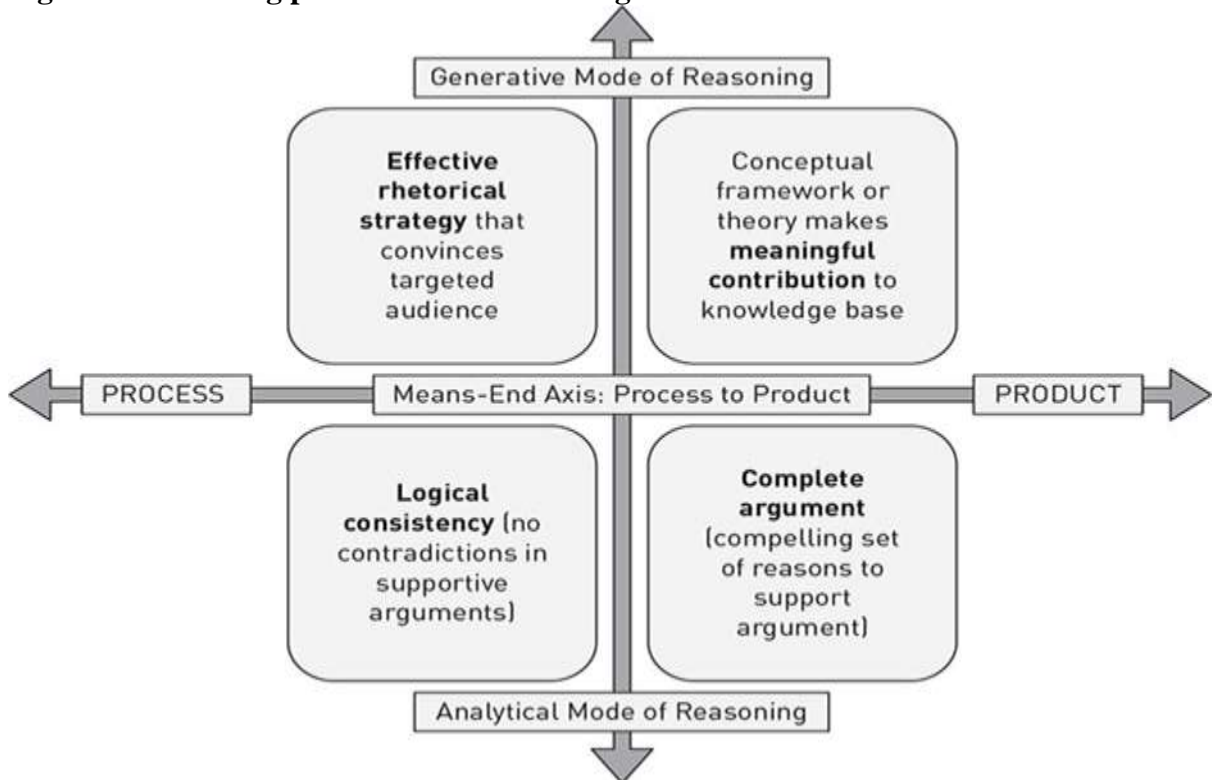 Generative Mode of Reasoning
Effective
rhetorical
strategy that
convinces
targeted
audience
Conceptual
framework or
theory makes
meaningful
contribution to
knowledge base
PROCESS
Means-End Axis: Process to Product
PRODUCT
Logical
consistency (no
contradictions in
supportive
arguments)
Complete
argument
(compelling set
of reasons to
support
argument)
Analytical Mode of Reasoning